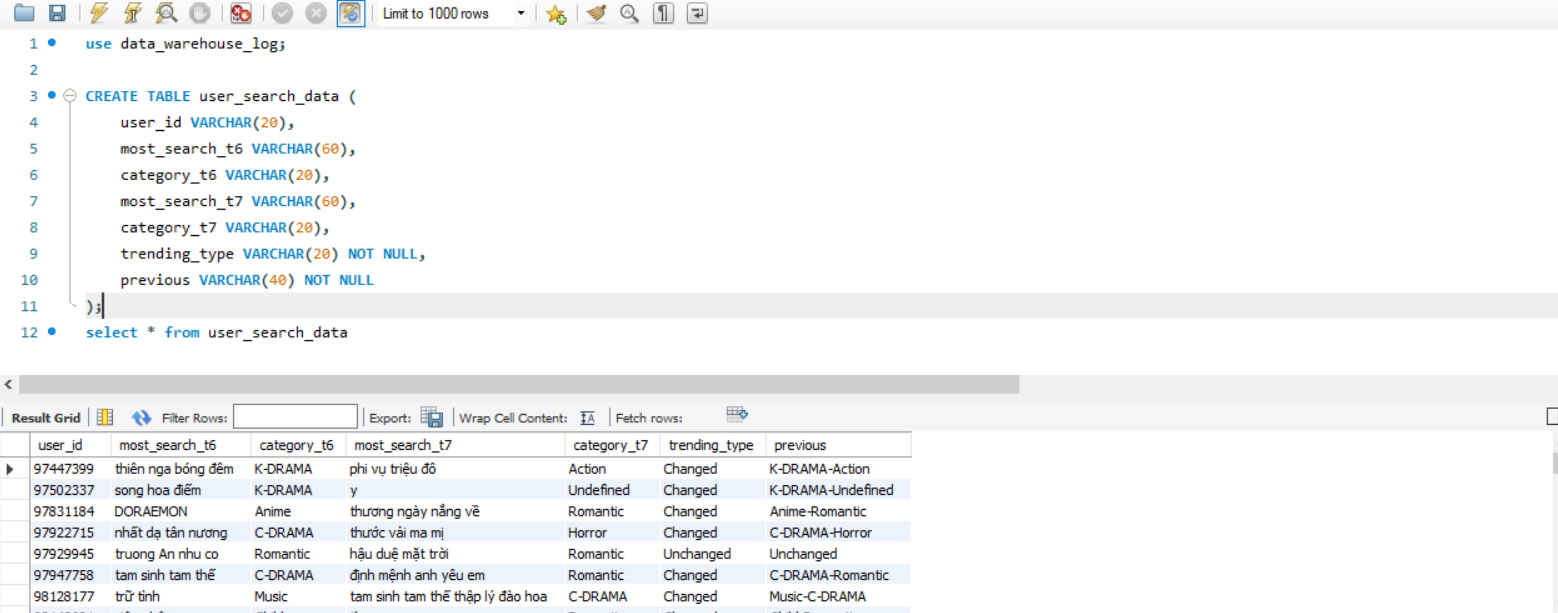 Limit to 1000 rows
1 use data_warehouse_log;
2
3 CREATE TABLE user_search_data (
4 user_id VARCHAR(20),
5 most_search_t6 VARCHAR(60),
6 category_t6 VARCHAR(20),
7 most_search_t7 VARCHAR(60),
8 category_t7 VARCHAR(20),
9 trending_type VARCHAR(20) NOT NULL,
10 previous VARCHAR(40) NOT NULL
11 );
12 select * from user_search_data
Result Grid Filter Rows: Export: Wrap Cell Content: Fetch rows:
user_id most_search_t6 category_t6 most_search_t7 category_t7 trending_type previous
97447399 thiên nga bóng đêm K-DRAMA phi vụ triệu đô Action Changed K-DRAMA-Action
97502337 song hoa điếm K-DRAMA y Undefined Changed K-DRAMA-Undefined
97831184 DORAEMON Anime thương ngày nắng về Romantic Changed Anime-Romantic
97922715 nhất dạ tân nương C-DRAMA thước vải ma mị Horror Changed C-DRAMA-Horror
97929945 truong An nhu co Romantic hậu duệ mặt trời Romantic Unchanged Unchanged
97947758 tam sinh tam thế C-DRAMA định mệnh anh yêu em Romantic Changed C-DRAMA-Romantic
98128177 trữ tình Music tam sinh tam thế thập lý đào hoa C-DRAMA Changed Music-C-DRAMA